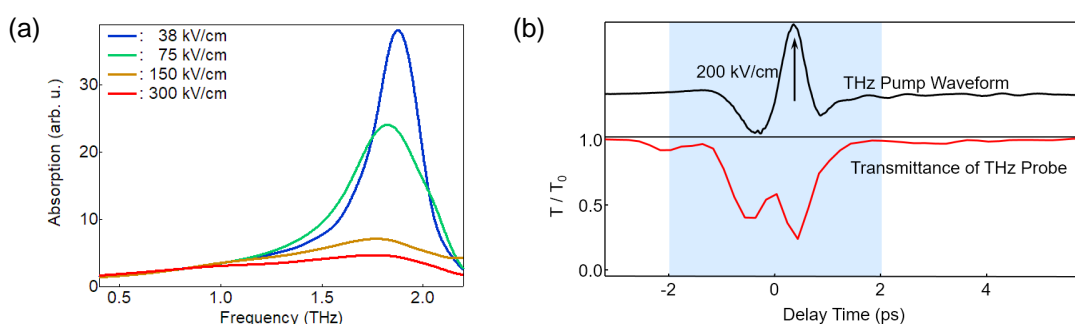 (a)
: 38 kV/cm
: 75 kV/cm
: 150 kV/cm
: 300 kV/cm
Absorption (arb. u.)
30
20
10
0
0.5 1.0 1.5 2.0
Frequency (THz)
(b)
200 kV/cm
THz Pump Waveform
1.0
Transmittance of THz Probe
T / T0
0.5
0.0
-2 0 2 4
Delay Time (ps)